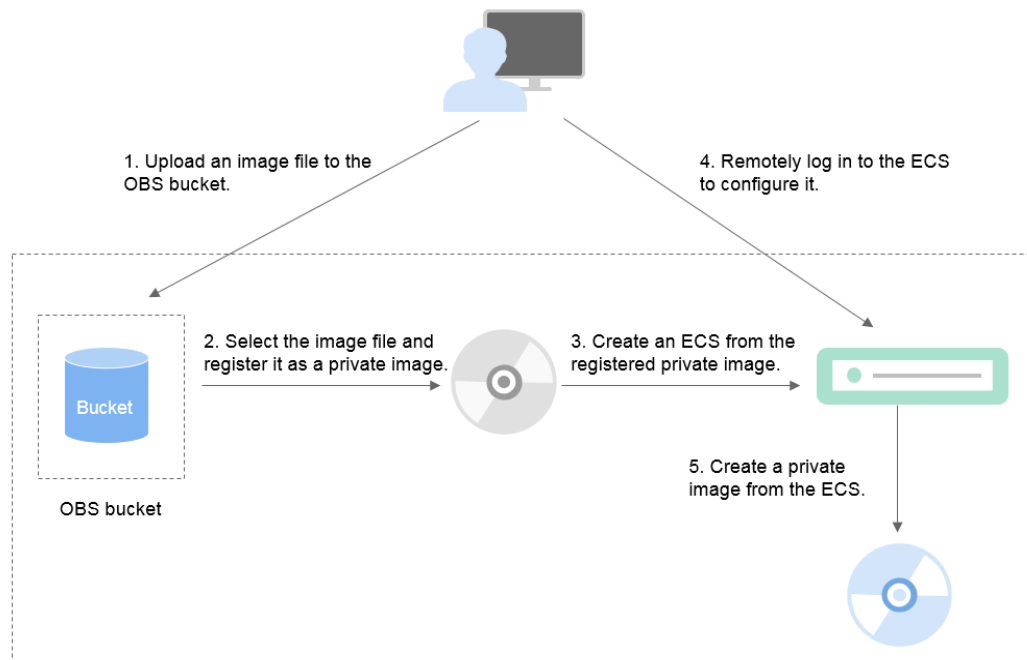 1. Upload an image file to the
OBS bucket.
4. Remotely log in to the ECS
to configure it.
2. Select the image file and
register it as a private image.
3. Create an ECS from the
registered private image.
Bucket
OBS bucket
5. Create a private
image from the ECS.